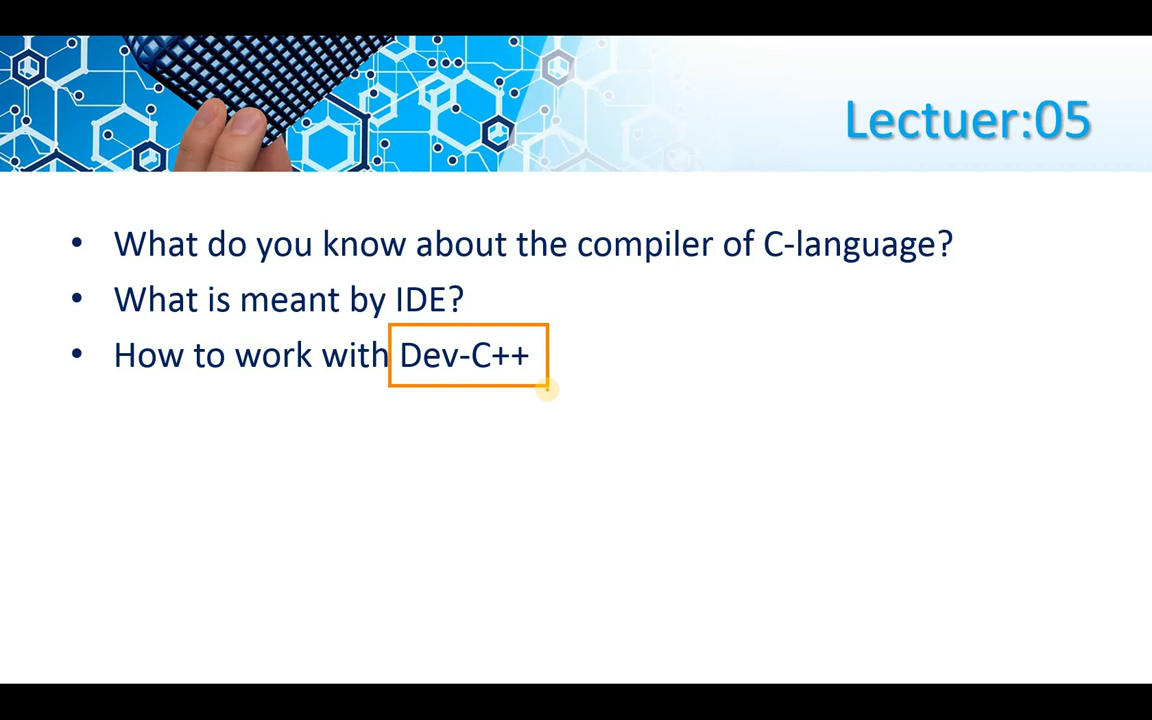 Lectuer:05
• What do you know about the compiler of C-language?
• What is meant by IDE?
• How to work with Dev-C++